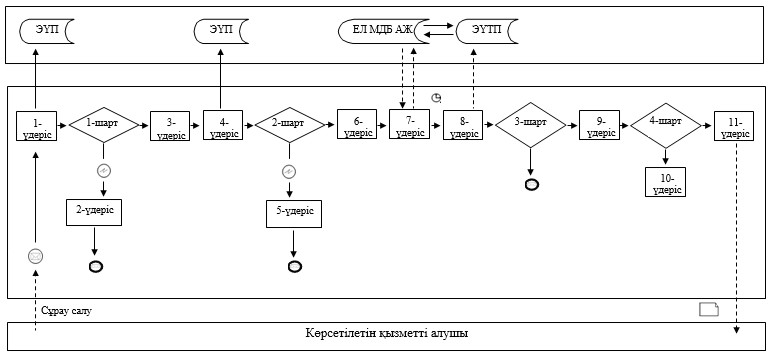 ЭҮП
ЭҮП
ЕЛ МДБ АЖ
ЭҮТП
1-
үдеріс
1-шарт
3-
үдеріс
4-
үдеріс
2-шарт
6-
үдеріс
7-
үдеріс
8-
үдеріс
3-шарт
9-
үдеріс
4-шарт
11-
үдеріс
2-үдеріс
5-үдеріс
10-
үдеріс
Сұрау салу
Көрсетілетін қызметті алушы